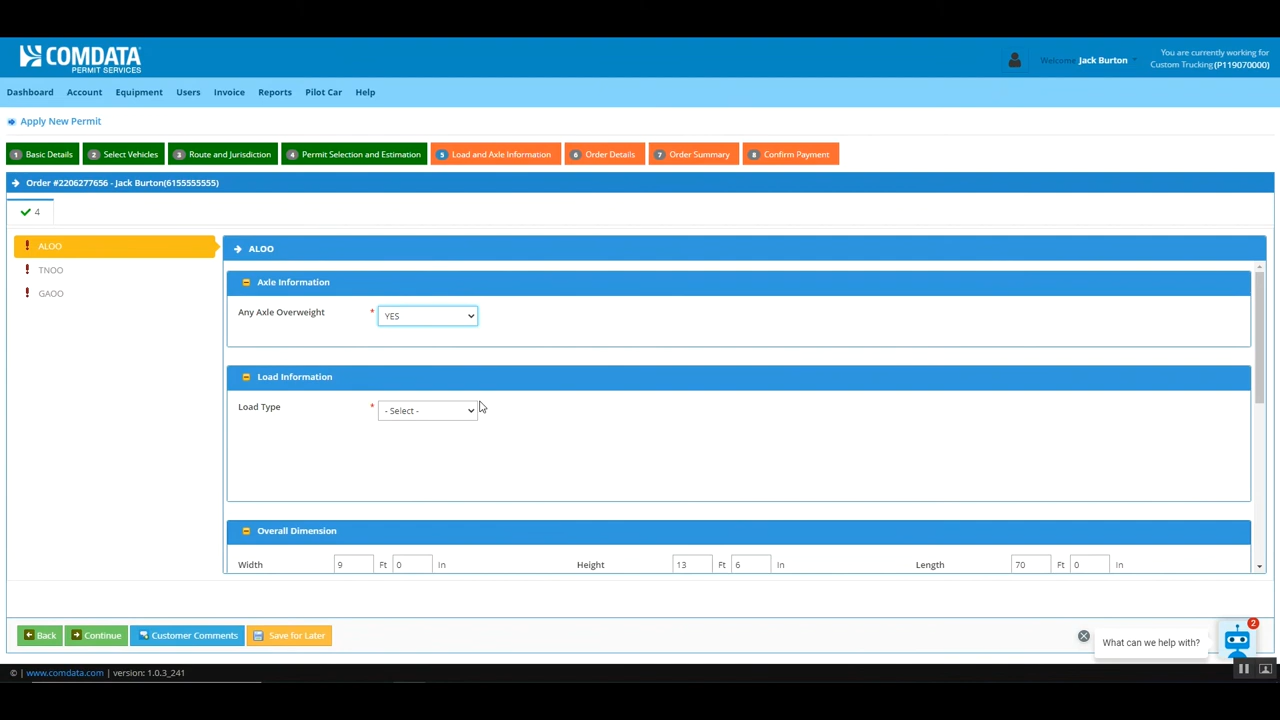 COMDATA
PERMIT SERVICES
Welcome Jack Burton
You are currently working for
Custom Trucking (P119070000)
Dashboard Account Equipment Users Invoice Reports Pilot Car Help
Apply New Permit
1 Basic Details 2 Select Vehicles 3 Route and Jurisdiction 4 Permit Selection and Estimation 5 Load and Axle Information 6 Order Details 7 Order Summary 8 Confirm Payment
Order #2206277656 - Jack Burton(6155555555)
4
! ALOO
! TNOO
! GAOO
ALOO
Axle Information
Any Axle Overweight * YES
Load Information
Load Type * - Select -
Overall Dimension
Width 9 Ft 0 In Height 13 Ft 6 In Length 70 Ft 0 In
Back Continue Customer Comments Save for Later
What can we help with?
2
© | www.comdata.com | version: 1.0.3_241